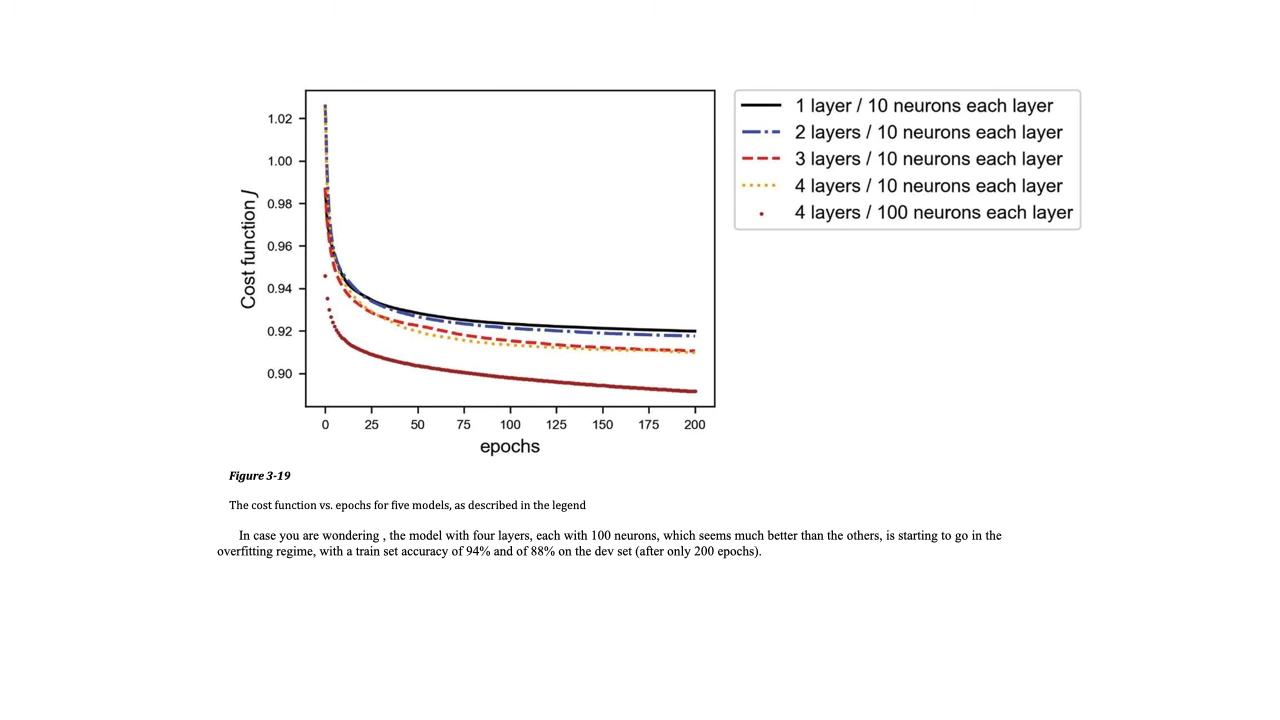 1.02
1.00
0.98
0.96
0.94
0.92
0.90
Cost function J
0 25 50 75 100 125 150 175 200
epochs
1 layer / 10 neurons each layer
2 layers / 10 neurons each layer
3 layers / 10 neurons each layer
4 layers / 10 neurons each layer
4 layers / 100 neurons each layer
Figure 3-19
The cost function vs. epochs for five models, as described in the legend
In case you are wondering , the model with four layers, each with 100 neurons, which seems much better than the others, is starting to go in the
overfitting regime, with a train set accuracy of 94% and of 88% on the dev set (after only 200 epochs).